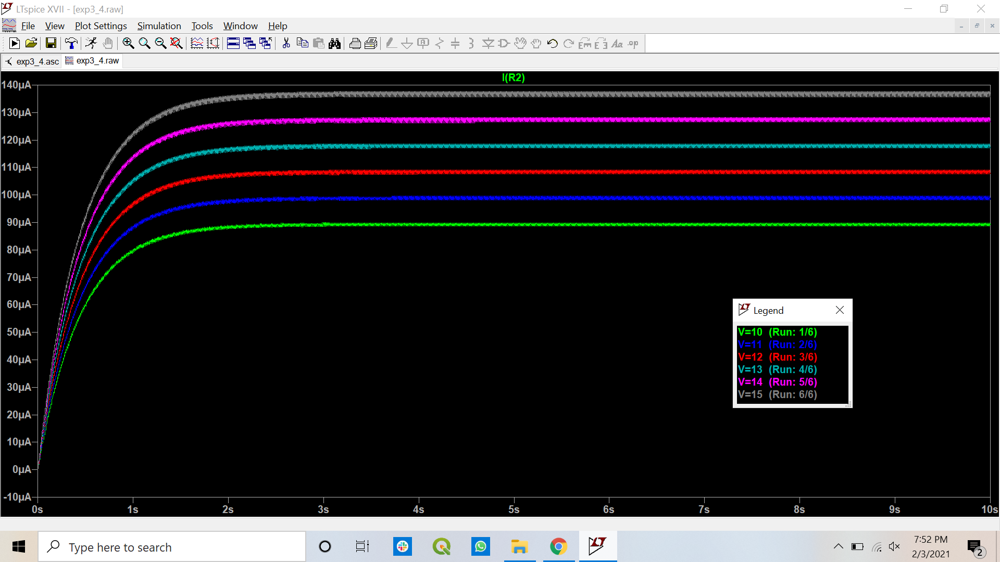 LTspice XVII - [exp3_4.raw]
File View Plot Settings Simulation Tools Window Help
exp3_4.asc exp3_4.raw
I(R2)
140µA
130µA
120µA
110µA
100µA
90µA
80µA
70µA
60µA
50µA
40µA
30µA
20µA
10µA
0µA
-10µA
0s 1s 2s 3s 4s 5s 6s 7s 8s 9s 10s
Legend
V=10 (Run: 1/6)
V=11 (Run: 2/6)
V=12 (Run: 3/6)
V=13 (Run: 4/6)
V=14 (Run: 5/6)
V=15 (Run: 6/6)
Type here to search
7:52 PM
2/3/2021
2